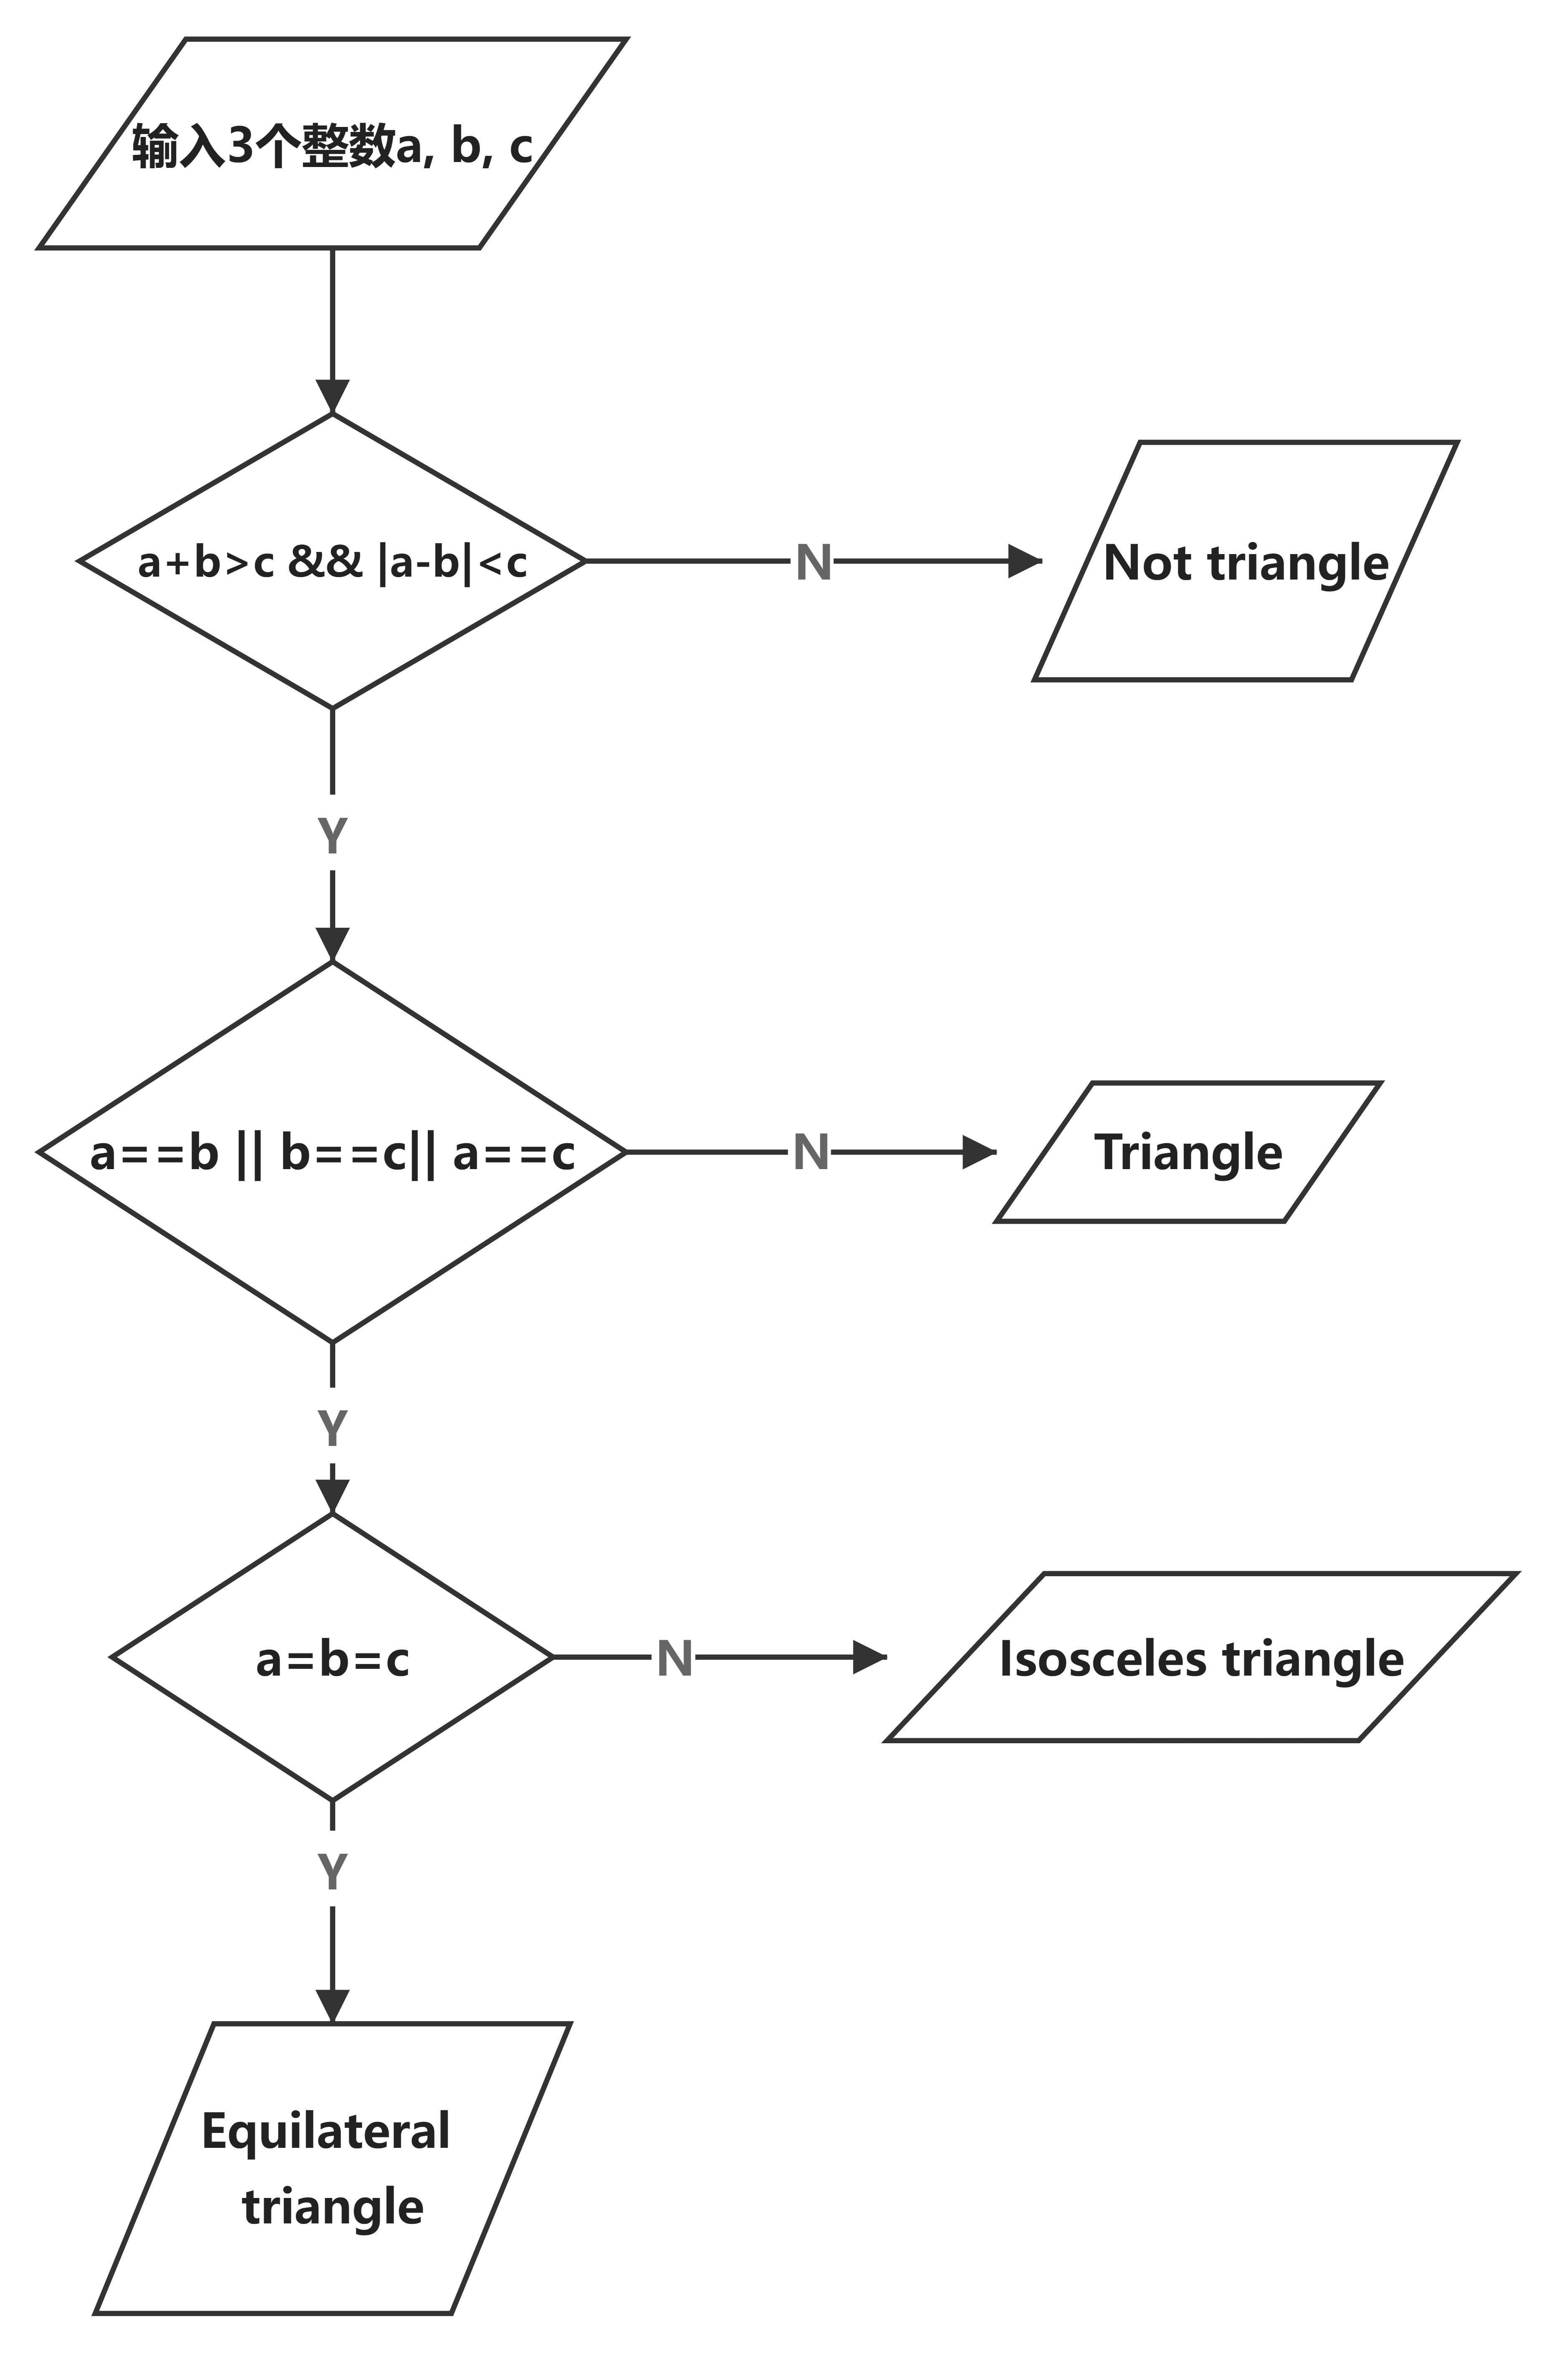 输入3个整数a, b, c
a+b>c && |a-b|<c
N
Not triangle
Y
a==b || b==c|| a==c
N
Triangle
Y
a=b=c
N
Isosceles triangle
Y
Equilateral
triangle